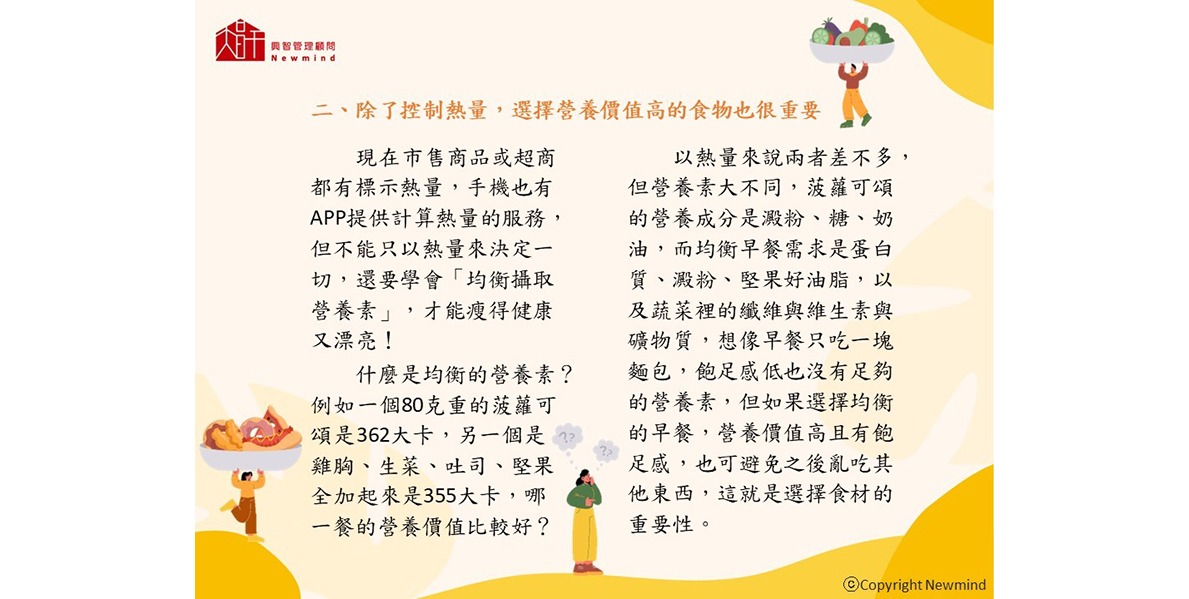 興智管理顧問
Newmind
二、除了控制熱量，選擇營養價值高的食物也很重要
現在市售商品或超商
都有標示熱量，手機也有
APP提供計算熱量的服務，
但不能只以熱量來決定一
切，還要學會「均衡攝取
營養素」，才能瘦得健康
又漂亮！
什麼是均衡的營養素？
例如一個80克重的菠蘿可
頌是362大卡，另一個是
雞胸、生菜、吐司、堅果
全加起來是355大卡，哪
一餐的營養價值比較好？
以熱量來說兩者差不多，
但營養素大不同，菠蘿可頌
的營養成分是澱粉、糖、奶
油，而均衡早餐需求是蛋白
質、澱粉、堅果好油脂，以
及蔬菜裡的纖維與維生素與
礦物質，想像早餐只吃一塊
麵包，飽足感低也沒有足夠
的營養素，但如果選擇均衡
的早餐，營養價值高且有飽
足感，也可避免之後亂吃其
他東西，這就是選擇食材的
重要性。
??
??
©Copyright Newmind